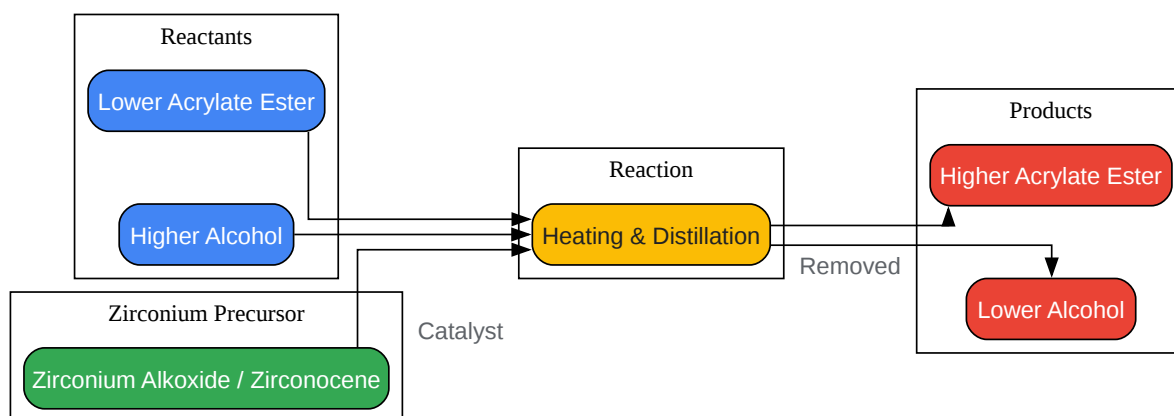 Reactants
Lower Acrylate Ester
Higher Alcohol
Zirconium Precursor
Zirconium Alkoxide / Zirconocene
Catalyst
Reaction
Heating & Distillation
Removed
Products
Higher Acrylate Ester
Lower Alcohol